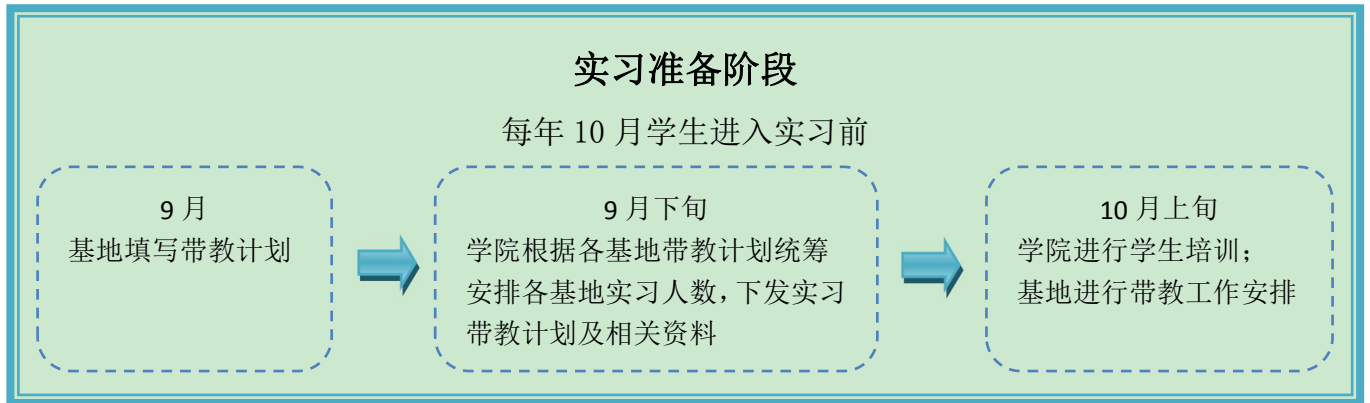 实习准备阶段
每年 10 月学生进入实习前
9 月
基地填写带教计划
9 月下旬
学院根据各基地带教计划统筹
安排各基地实习人数，下发实习
带教计划及相关资料
10 月上旬
学院进行学生培训；
基地进行带教工作安排